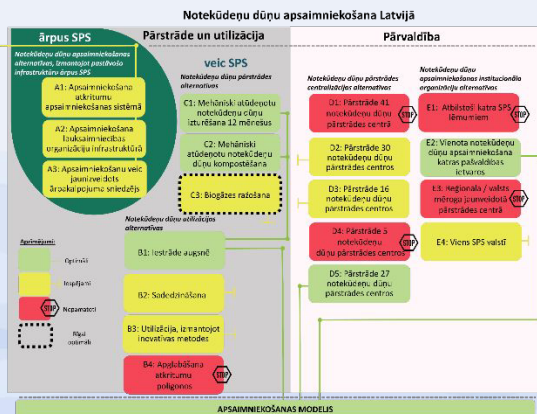 Notekūdeņu dūņu apsaimniekošana Latvijā
ārpus SPS
Notekūdeņu dūņu apsaimniekošanas
alternatīvas, izmantojot pastāvošo
infrastruktūru ārpus SPS
A1: Apsaimniekošana
atkritumu
apsaimniekošanas sistēmā
A2: Apsaimniekošana
lauksaimniecības
organizāciju infrastruktūrā
A3: Apsaimniekošanu veic
jaunizveidots
ārpakalpojuma sniedzējs
Apzīmējumi:
Optimāli
Iespējami
STOP
Nepamatoti
Rīgai
optimāli
Pārstrāde un utilizācija
veic SPS
Notekūdeņu dūņu pārstrādes
alternatīvas
C1: Mehāniski atūdeņotu
notekūdeņu dūņu
izturēšana 12 mēnešus
C2: Mehāniski
atūdeņotu notekūdeņu
dūņu kompostēšana
C3: Biogāzes ražošana
Notekūdeņu dūņu utilizācijas
alternatīvas
B1: Iestrāde augsnē
B2: Sadedzināšana
B3: Utilizācija, izmantojot
inovatīvas metodes
B4: Apglabāšana
atkritumu
poligonos
STOP
Pārvaldība
Notekūdeņu dūņu pārstrādes
centralizācijas alternatīvas
D1: Pārstrāde 41
notekūdeņu dūņu
pārstrādes centrā
STOP
D2: Pārstrāde 30
notekūdeņu dūņu
pārstrādes centros
D3: Pārstrāde 16
notekūdeņu dūņu
pārstrādes centros
D4: Pārstrāde 5
notekūdeņu
dūņu pārstrādes centros
STOP
D5: Pārstrāde 27
notekūdeņu dūņu
pārstrādes centros
Notekūdeņu dūņu
apsaimniekošanas institucionālo
organizāciju alternatīvas
E1: Atbilstoši katra SPS
lēmumiem
STOP
E2: Vienota notekūdeņu
dūņu apsaimniekošana
katras pašvaldības
ietvaros
E3: Reģionāla / valsts
mēroga jaunveidotā
pārstrādes centrā
STOP
E4: Viens SPS valstī
APSAIMNIEKOŠANAS MODELIS